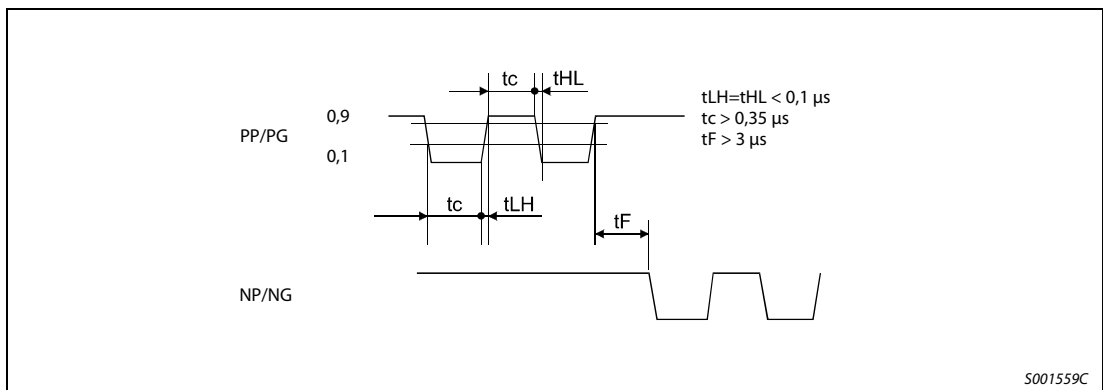 tc
tHL
tLH=tHL < 0,1 µs
tc > 0,35 µs
tF > 3 µs
0,9
PP/PG
0,1
tc
tLH
tF
NP/NG
S001559C